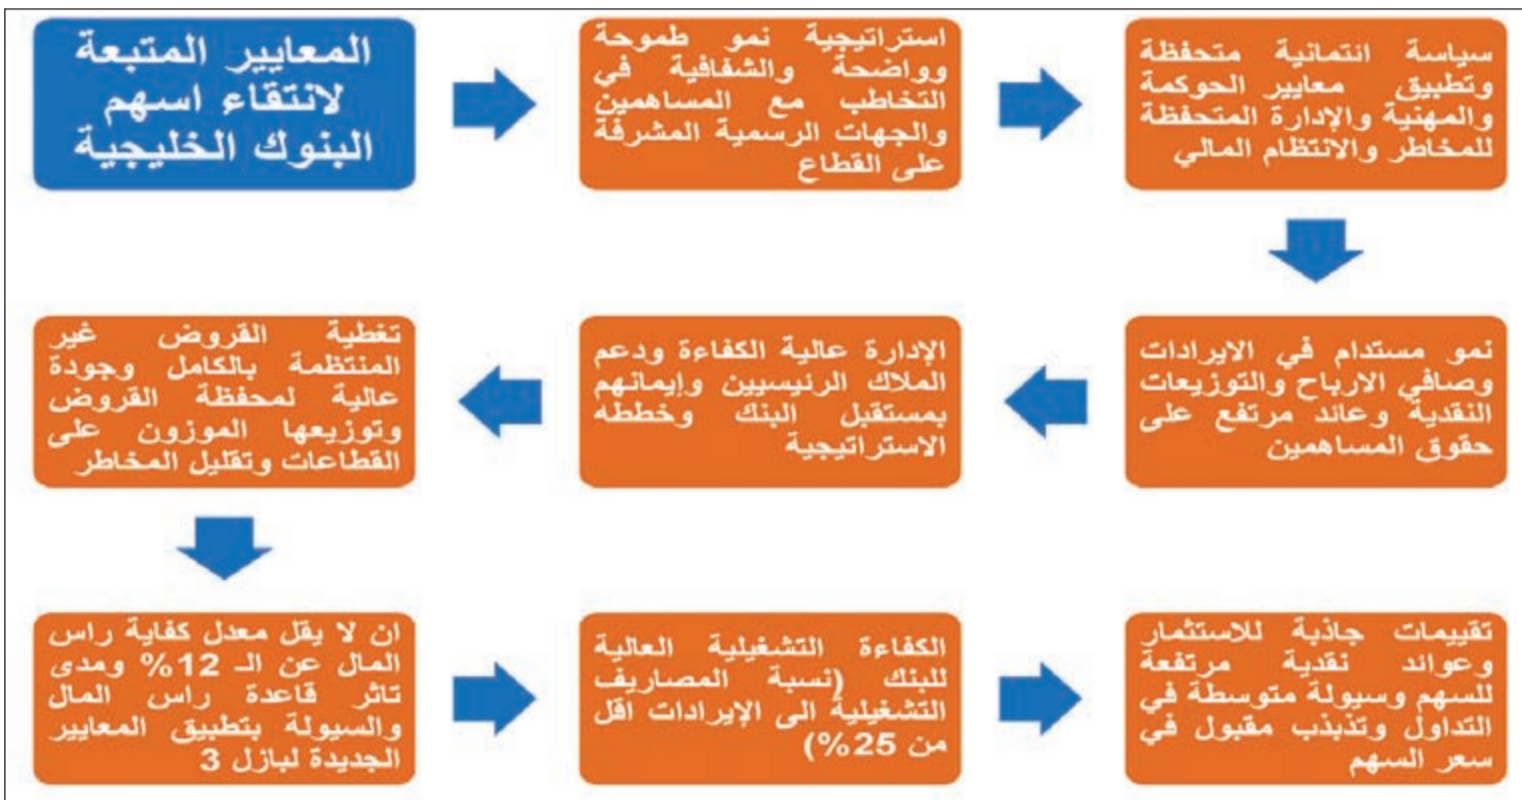 المعايير المتبعة
لانتقاء اسهم
البنوك الخليجية
استراتيجية نمو طموحة
وواضحة والشفافية في
التخاطب مع المساهمين
والجهات الرسمية المشرفة
على القطاع
سياسة ائتمانية متحفظة
وتطبيق معايير الحوكمة
والمهنية والإدارة المتحفظة
للمخاطر والانتظام المالي
نمو مستدام في الايرادات
وصافي الارباح والتوزيعات
النقدية وعائد مرتفع على
حقوق المساهمين
الإدارة عالية الكفاءة ودعم
الملاك الرئيسيين وإيمانهم
بمستقبل البنك وخططه
الاستراتيجية
تغطية القروض غير
المنتظمة بالكامل وجودة
عالية لمحفظة القروض
وتوزيعها الموزون على
القطاعات وتقليل المخاطر
ان لا يقل معدل كفاية راس
المال عن الـ 12% ومدى
تاثر قاعدة راس المال
والسيولة بتطبيق المعايير
الجديدة لبازل 3
الكفاءة التشغيلية العالية
للبنك (نسبة المصاريف
التشغيلية الى الإيرادات اقل
من 25%)
تقييمات جاذبة للاستثمار
وعوائد نقدية مرتفعة
للسهم وسيولة متوسطة في
التداول وتذبذب مقبول في
سعر السهم